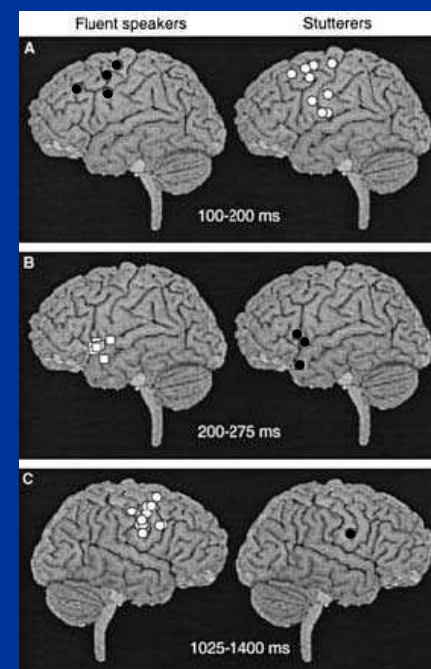 Fluent speakers Stutterers
A
100-200 ms
B
200-275 ms
C
1025-1400 ms